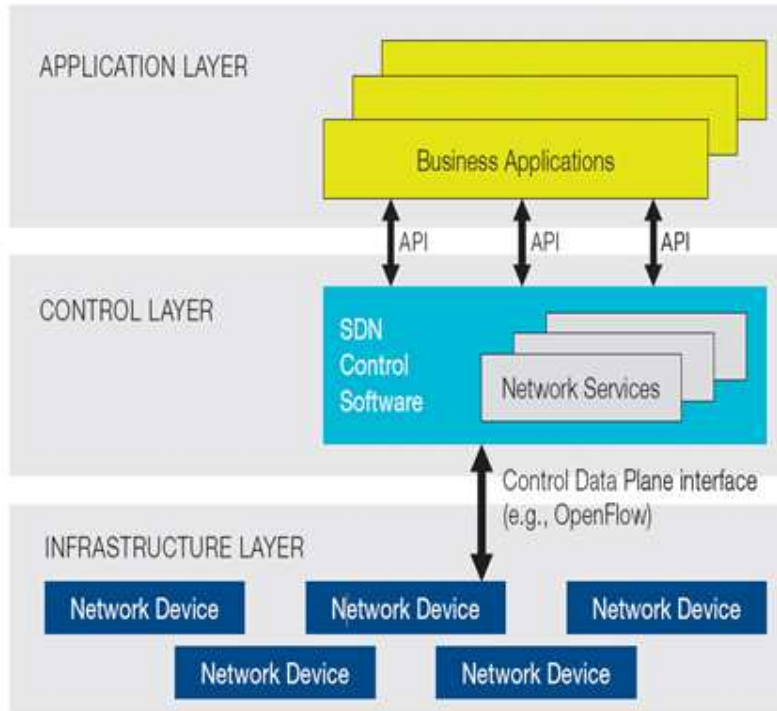 APPLICATION LAYER
Business Applications
API
API
API
CONTROL LAYER
SDN
Control
Software
Network Services
Control Data Plane interface
(e.g., OpenFlow)
INFRASTRUCTURE LAYER
Network Device
Network Device
Network Device
Network Device
Network Device